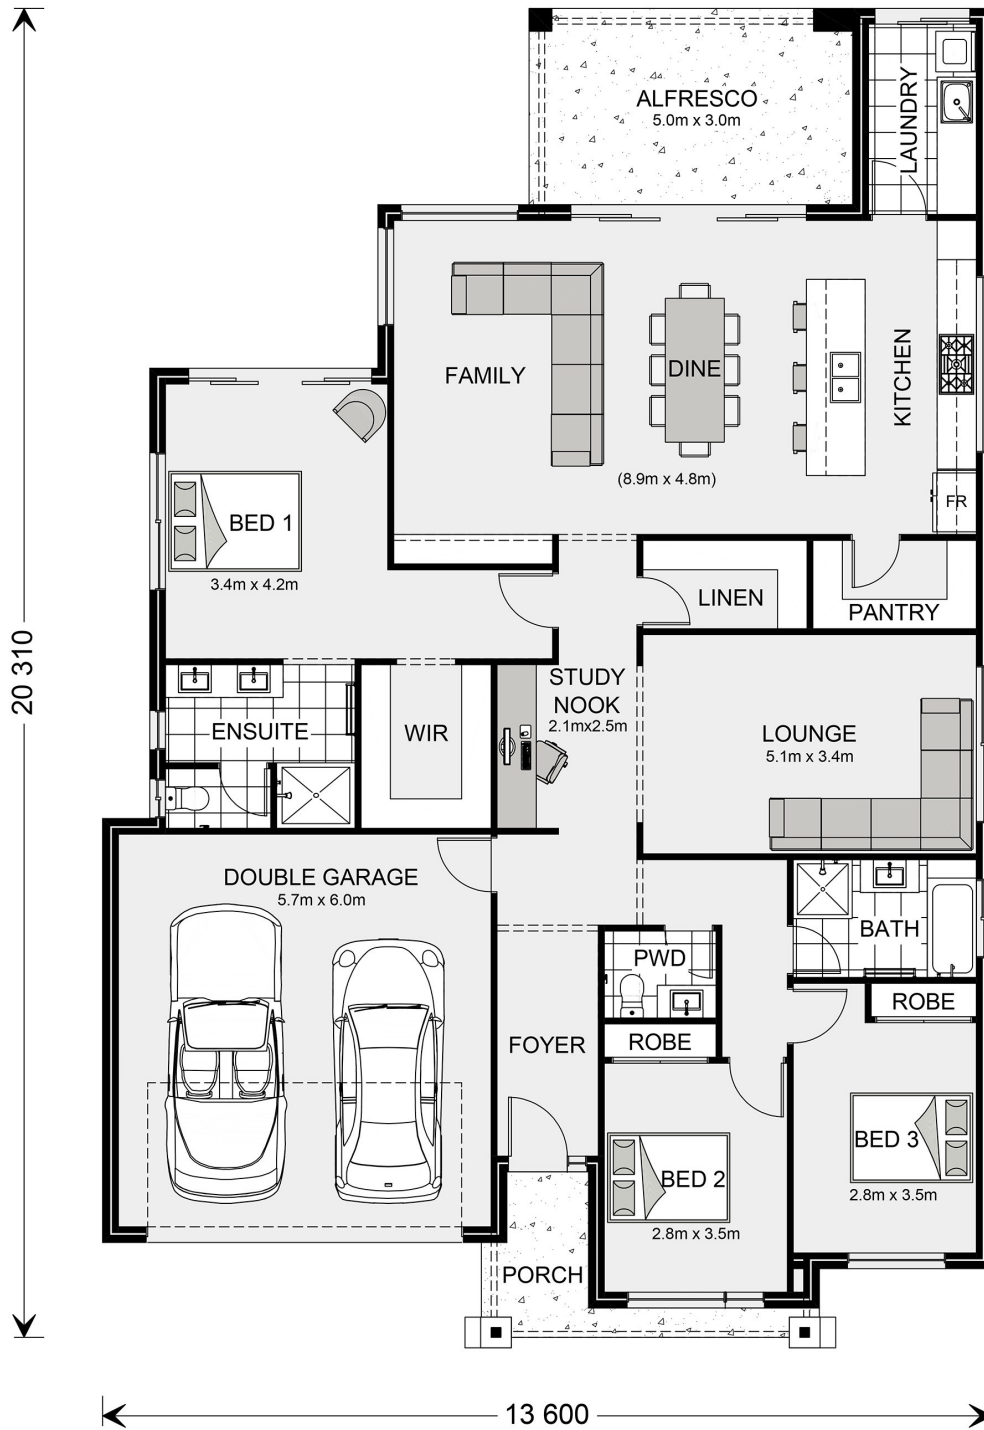 ALFRESCO
5.0m x 3.0m
LAUNDRY
FAMILY
DINE
KITCHEN
(8.9m x 4.8m)
FR
BED 1
3.4m x 4.2m
LINEN
PANTRY
20 310
STUDY
NOOK
2.1mx2.5m
ENSUITE
WIR
LOUNGE
5.1m x 3.4m
DOUBLE GARAGE
5.7m x 6.0m
BATH
PWD
ROBE
ROBE
FOYER
BED 3
2.8m x 3.5m
BED 2
2.8m x 3.5m
PORCH
13 600